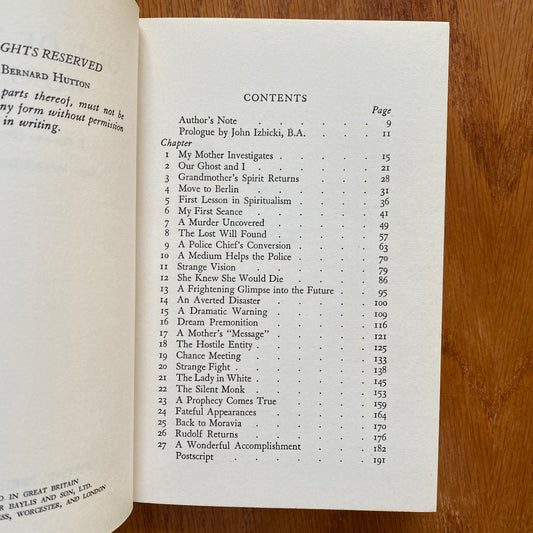 GHTS RESERVED
BERNARD HUTTON
parts thereof, must not be
ny form without permission
in writing.
D. IN GREAT BRITAIN
R BAYLIS AND SON, LTD.
ESS, WORCESTER, AND LONDON
CONTENTS
Page
Author's Note . . . . . 9
Prologue by John Izbicki, B.A. . . . 11
Chapter
1 My Mother Investigates . . . . 15
2 Our Ghost and I . . . . . 21
3 Grandmother's Spirit Returns . . . 28
4 Move to Berlin . . . . . 31
5 First Lesson in Spiritualism . . . . 36
6 My First Seance . . . . . 41
7 A Murder Uncovered . . . . 49
8 The Lost Will Found . . . . 57
9 A Police Chief's Conversion . . . . 63
10 A Medium Helps the Police . . . . 70
11 Strange Vision . . . . . 79
12 She Knew She Would Die . . . . 86
13 A Frightening Glimpse into the Future . . 95
14 An Averted Disaster . . . . 100
15 A Dramatic Warning . . . . 109
16 Dream Premonition . . . . 116
17 A Mother's "Message" . . . . 121
18 The Hostile Entity . . . . . 125
19 Chance Meeting . . . . . 133
20 Strange Fight . . . . . 138
21 The Lady in White . . . . . 145
22 The Silent Monk . . . . . 153
23 A Prophecy Comes True . . . . 159
24 Fateful Appearances . . . . 164
25 Back to Moravia . . . . . 170
26 Rudolf Returns . . . . . 176
27 A Wonderful Accomplishment . . . 182
Postscript . . . . . 191